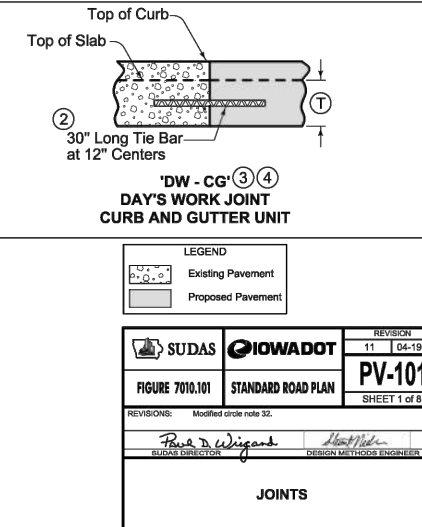 Top of Curb
Top of Slab
T
2
30" Long Tie Bar
at 12" Centers
'DW - CG' 3 4
DAY'S WORK JOINT
CURB AND GUTTER UNIT
LEGEND
Existing Pavement
Proposed Pavement
SUDAS
IOWADOT
REVISION
11 04-19
FIGURE 7010.101
STANDARD ROAD PLAN
PV-101
SHEET 1 of 8
REVISIONS: Modified circle note 32.
Paul D. Wiegand
SUDAS DIRECTOR
DESIGN METHODS ENGINEER
JOINTS